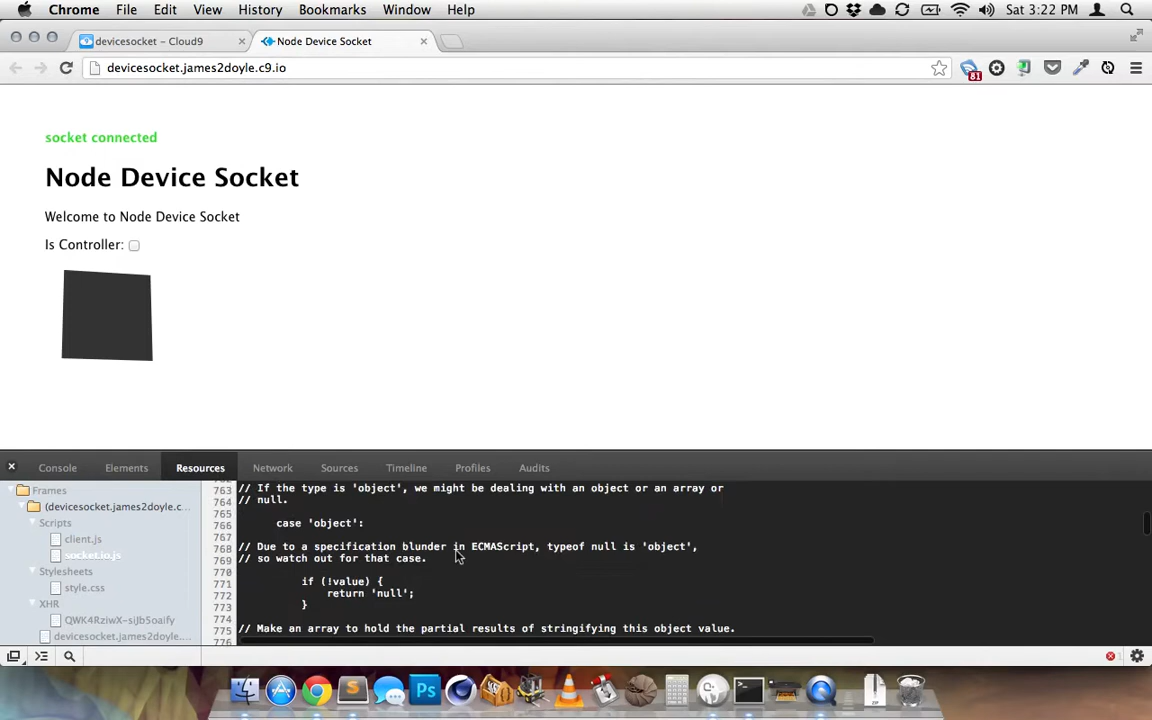 Chrome File Edit View History Bookmarks Window Help Sat 3:22 PM
devicesocket – Cloud9 Node Device Socket
devicesocket.james2doyle.c9.io
81
socket connected
Node Device Socket
Welcome to Node Device Socket
Is Controller:
Console Elements Resources Network Sources Timeline Profiles Audits
Frames
(devicesocket.james2doyle.c...
Scripts
client.js
socket.io.js
Stylesheets
style.css
XHR
QWK4RziwX-siJb5oaify
devicesocket.james2doyle....
763 // If the type is 'object', we might be dealing with an object or an array or
764 // null.
765
766 case 'object':
767
768 // Due to a specification blunder in ECMAScript, typeof null is 'object',
769 // so watch out for that case.
770
771 if (!value) {
772 return 'null';
773 }
774
775 // Make an array to hold the partial results of stringifying this object value.
776
Ps
ZIP